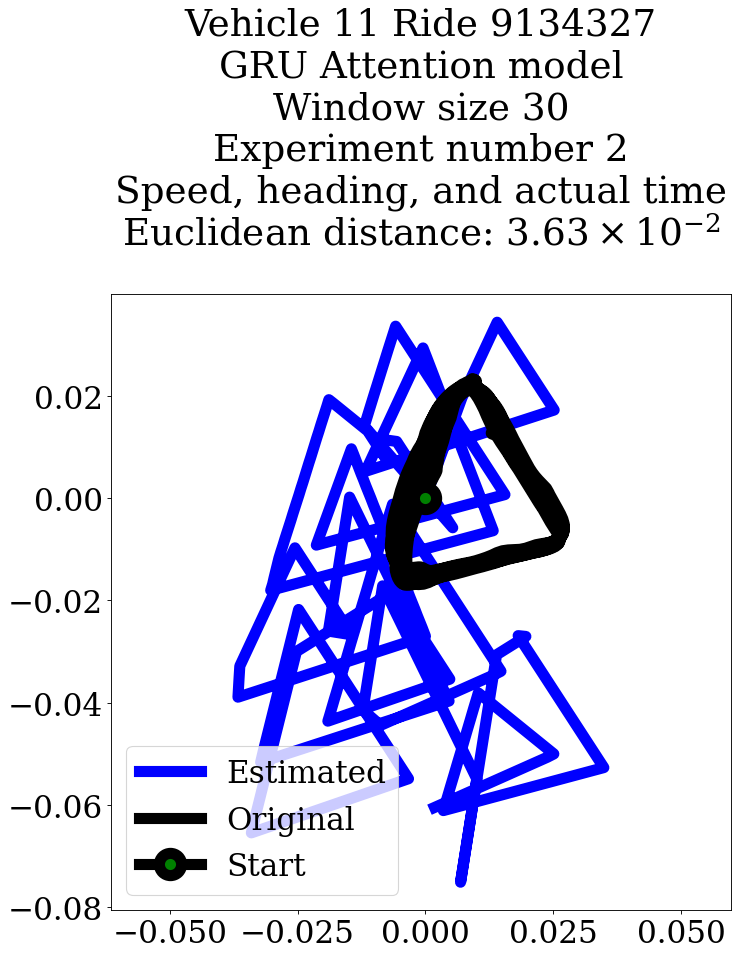 Vehicle 11 Ride 9134327
GRU Attention model
Window size 30
Experiment number 2
Speed, heading, and actual time
Euclidean distance: 3.63 × 10⁻²
0.02
0.00
−0.02
−0.04
−0.06
−0.08
Estimated
Original
Start
−0.050 −0.025 0.000 0.025 0.050